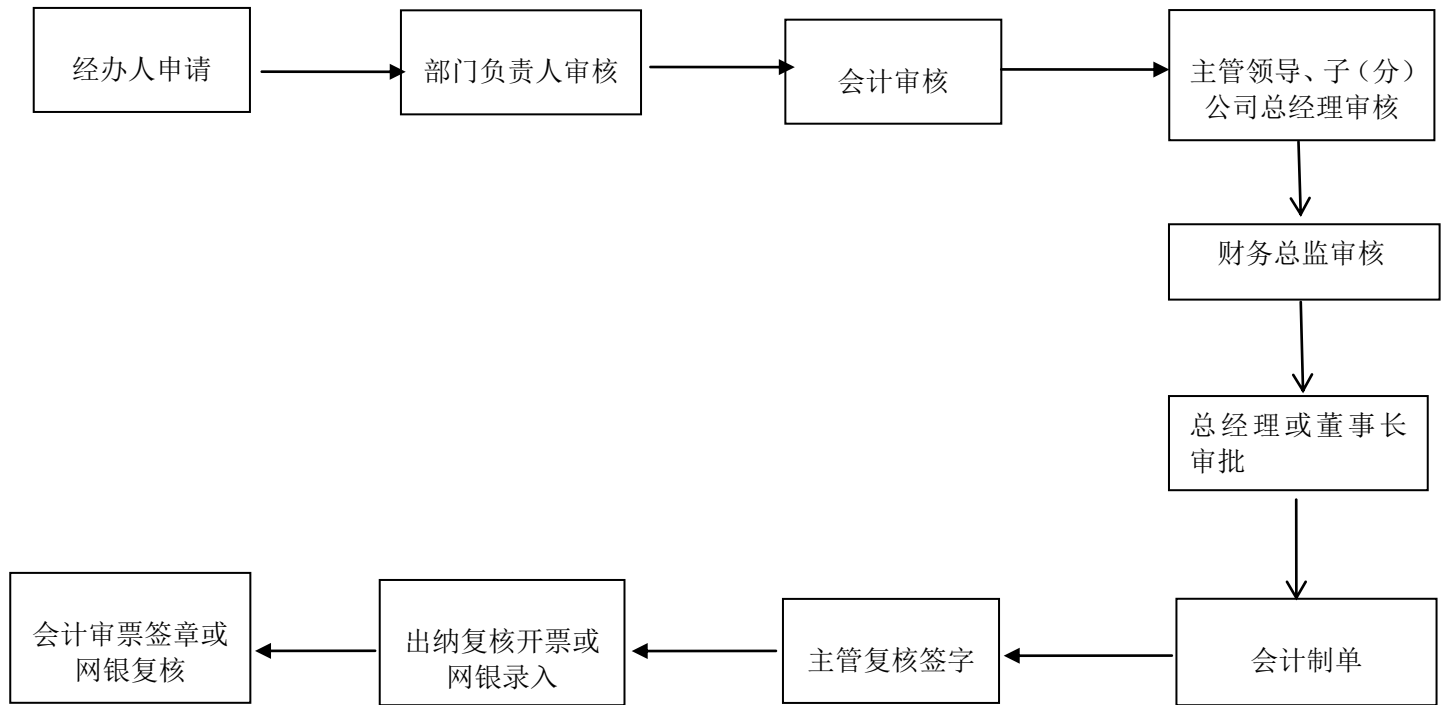 经办人申请
部门负责人审核
会计审核
主管领导、子（分）
公司总经理审核
财务总监审核
总经理或董事长
审批
会计制单
主管复核签字
出纳复核开票或
网银录入
会计审票签章或
网银复核